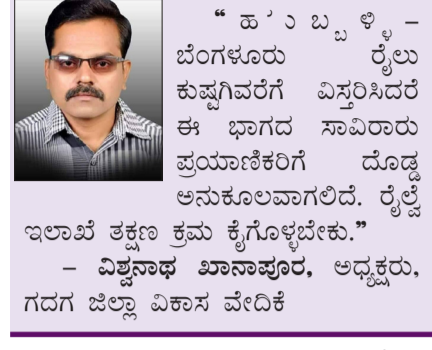 “ ಹುಬ್ಬಳ್ಳಿ –
ಬೆಂಗಳೂರು ರೈಲು
ಕುಷ್ಟಗಿವರೆಗೆ ವಿಸ್ತರಿಸಿದರೆ
ಈ ಭಾಗದ ಸಾವಿರಾರು
ಪ್ರಯಾಣಿಕರಿಗೆ ದೊಡ್ಡ
ಅನುಕೂಲವಾಗಲಿದೆ. ರೈಲ್ವೆ
ಇಲಾಖೆ ತಕ್ಷಣ ಕ್ರಮ ಕೈಗೊಳ್ಳಬೇಕು.”
– ವಿಶ್ವನಾಥ ಖಾನಾಪೂರ, ಅಧ್ಯಕ್ಷರು,
ಗದಗ ಜಿಲ್ಲಾ ವಿಕಾಸ ವೇದಿಕೆ